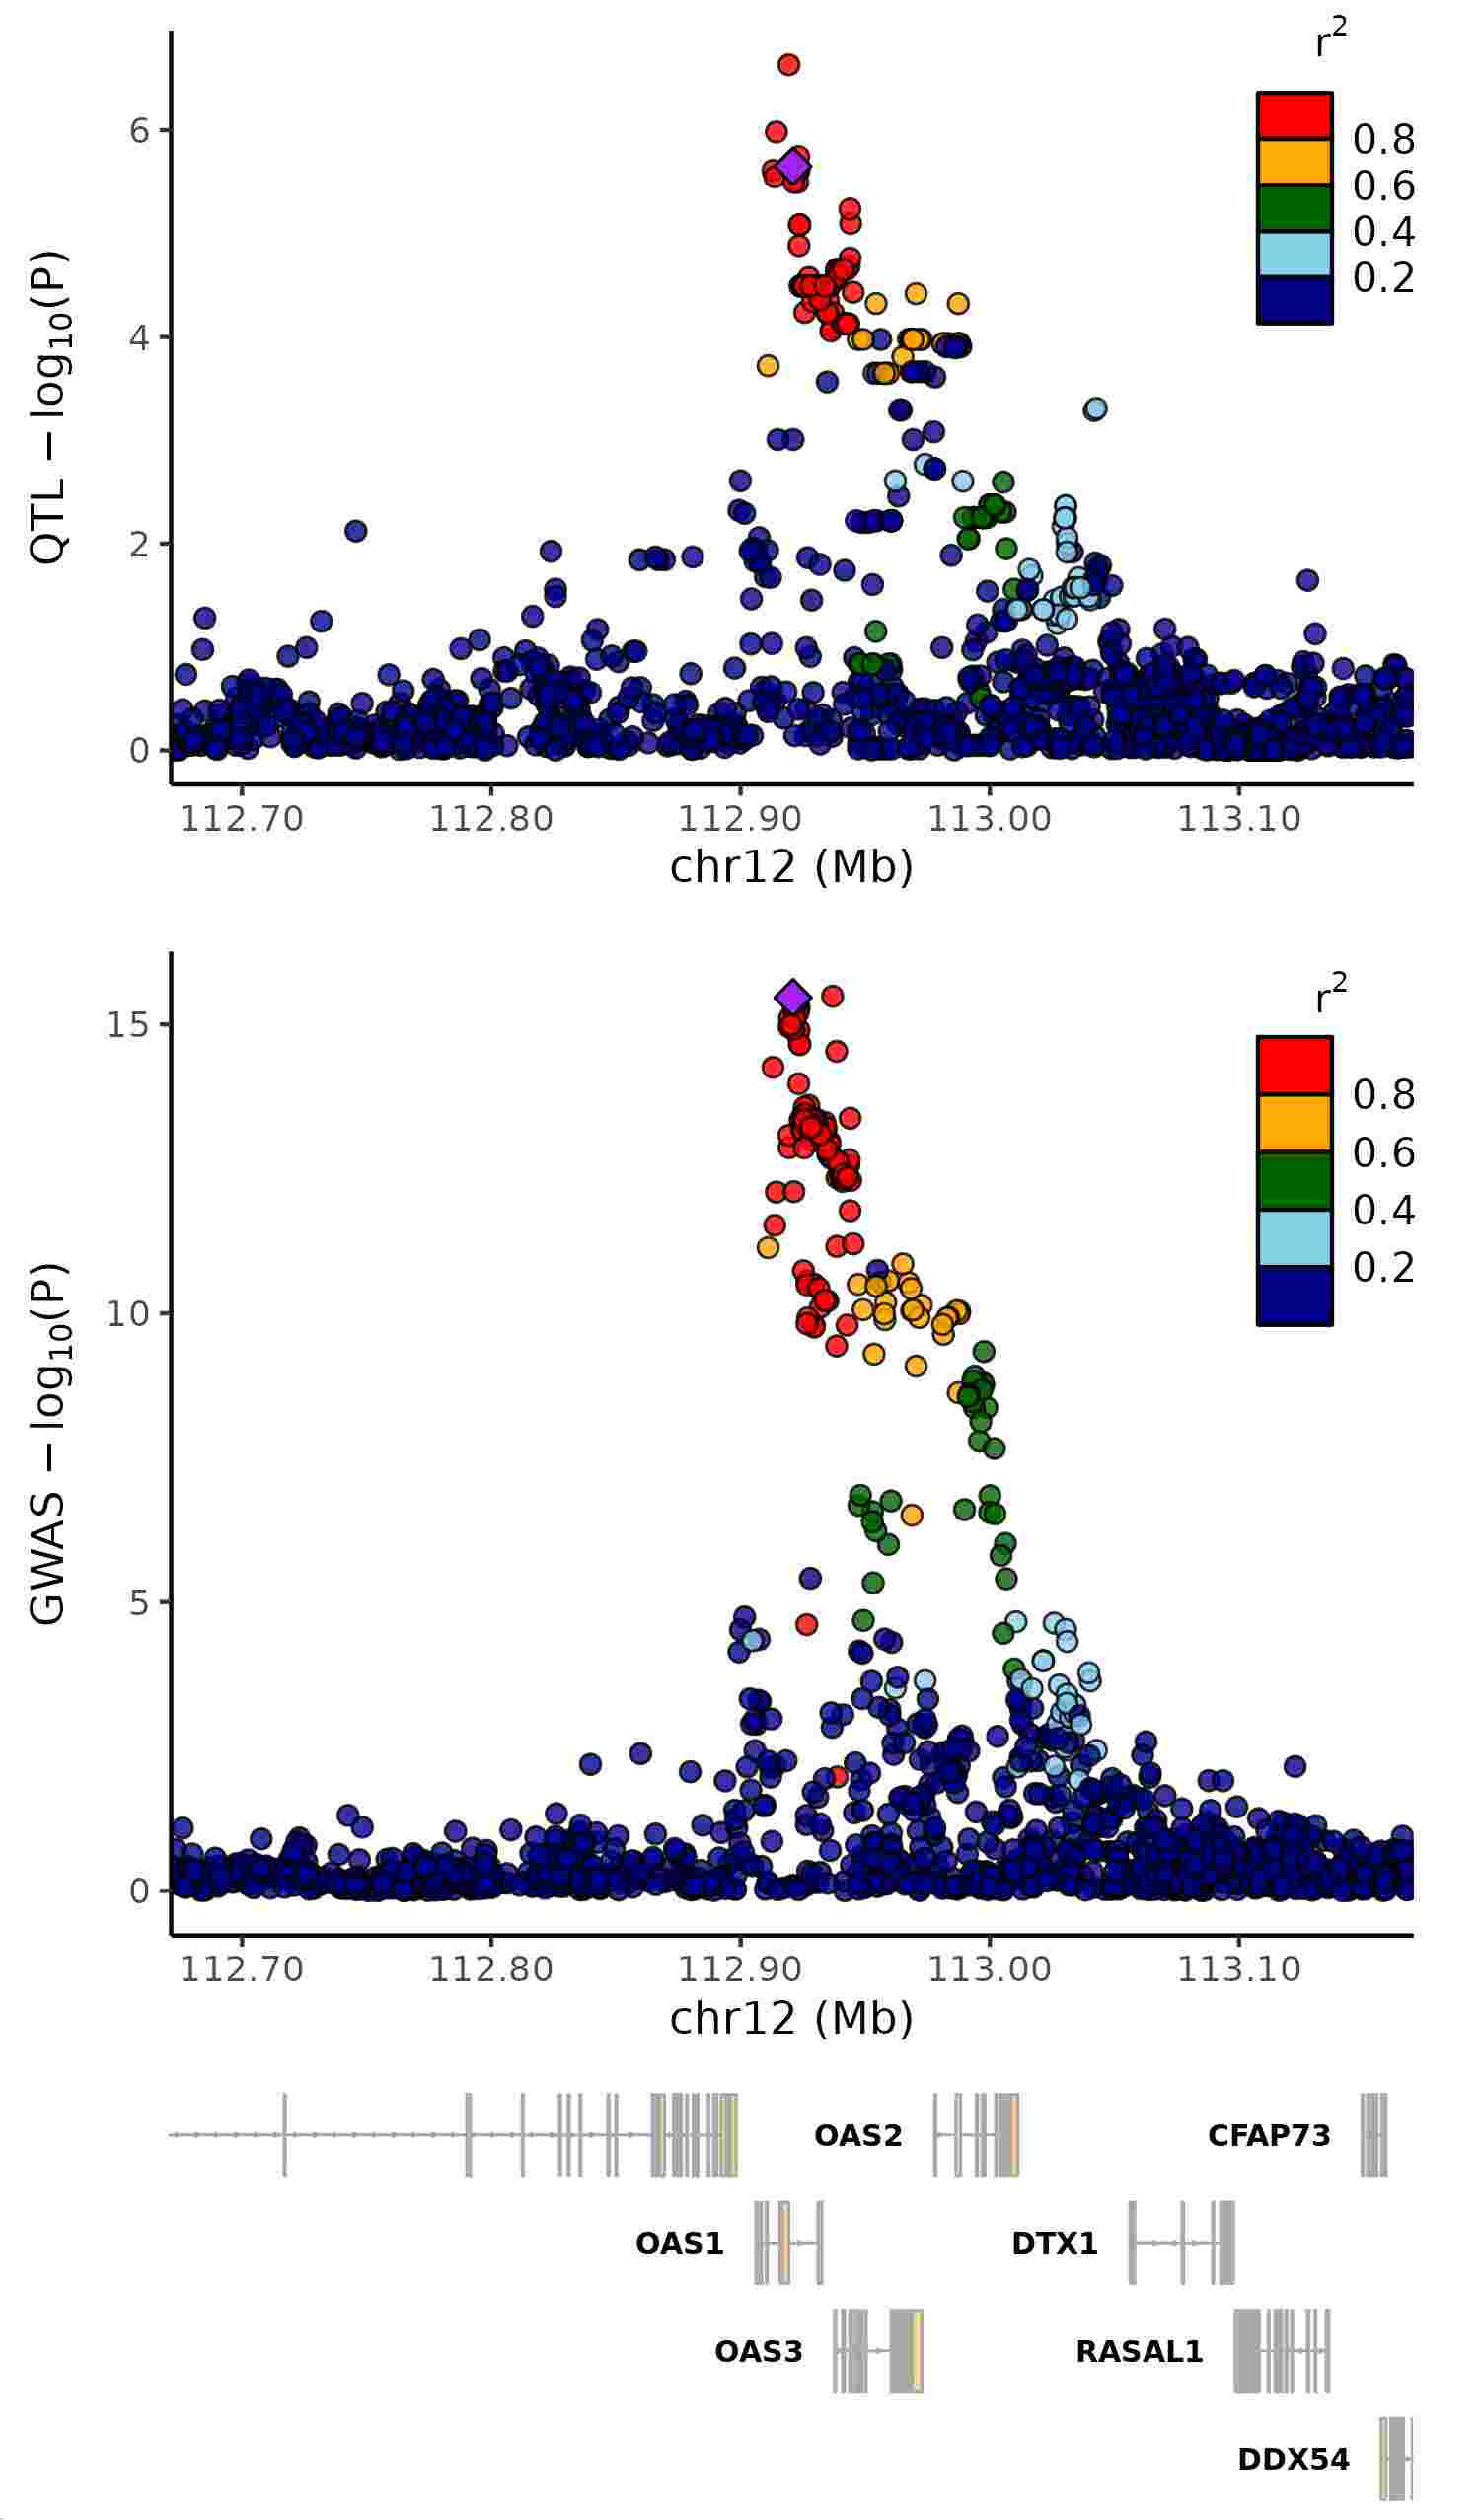 r2
0.8
0.6
0.4
0.2
QTL − log10(P)
6
4
2
0
112.70 112.80 112.90 113.00 113.10
chr12 (Mb)
r2
0.8
0.6
0.4
0.2
GWAS − log10(P)
15
10
5
0
112.70 112.80 112.90 113.00 113.10
chr12 (Mb)
OAS2 CFAP73
OAS1 DTX1
OAS3 RASAL1
DDX54